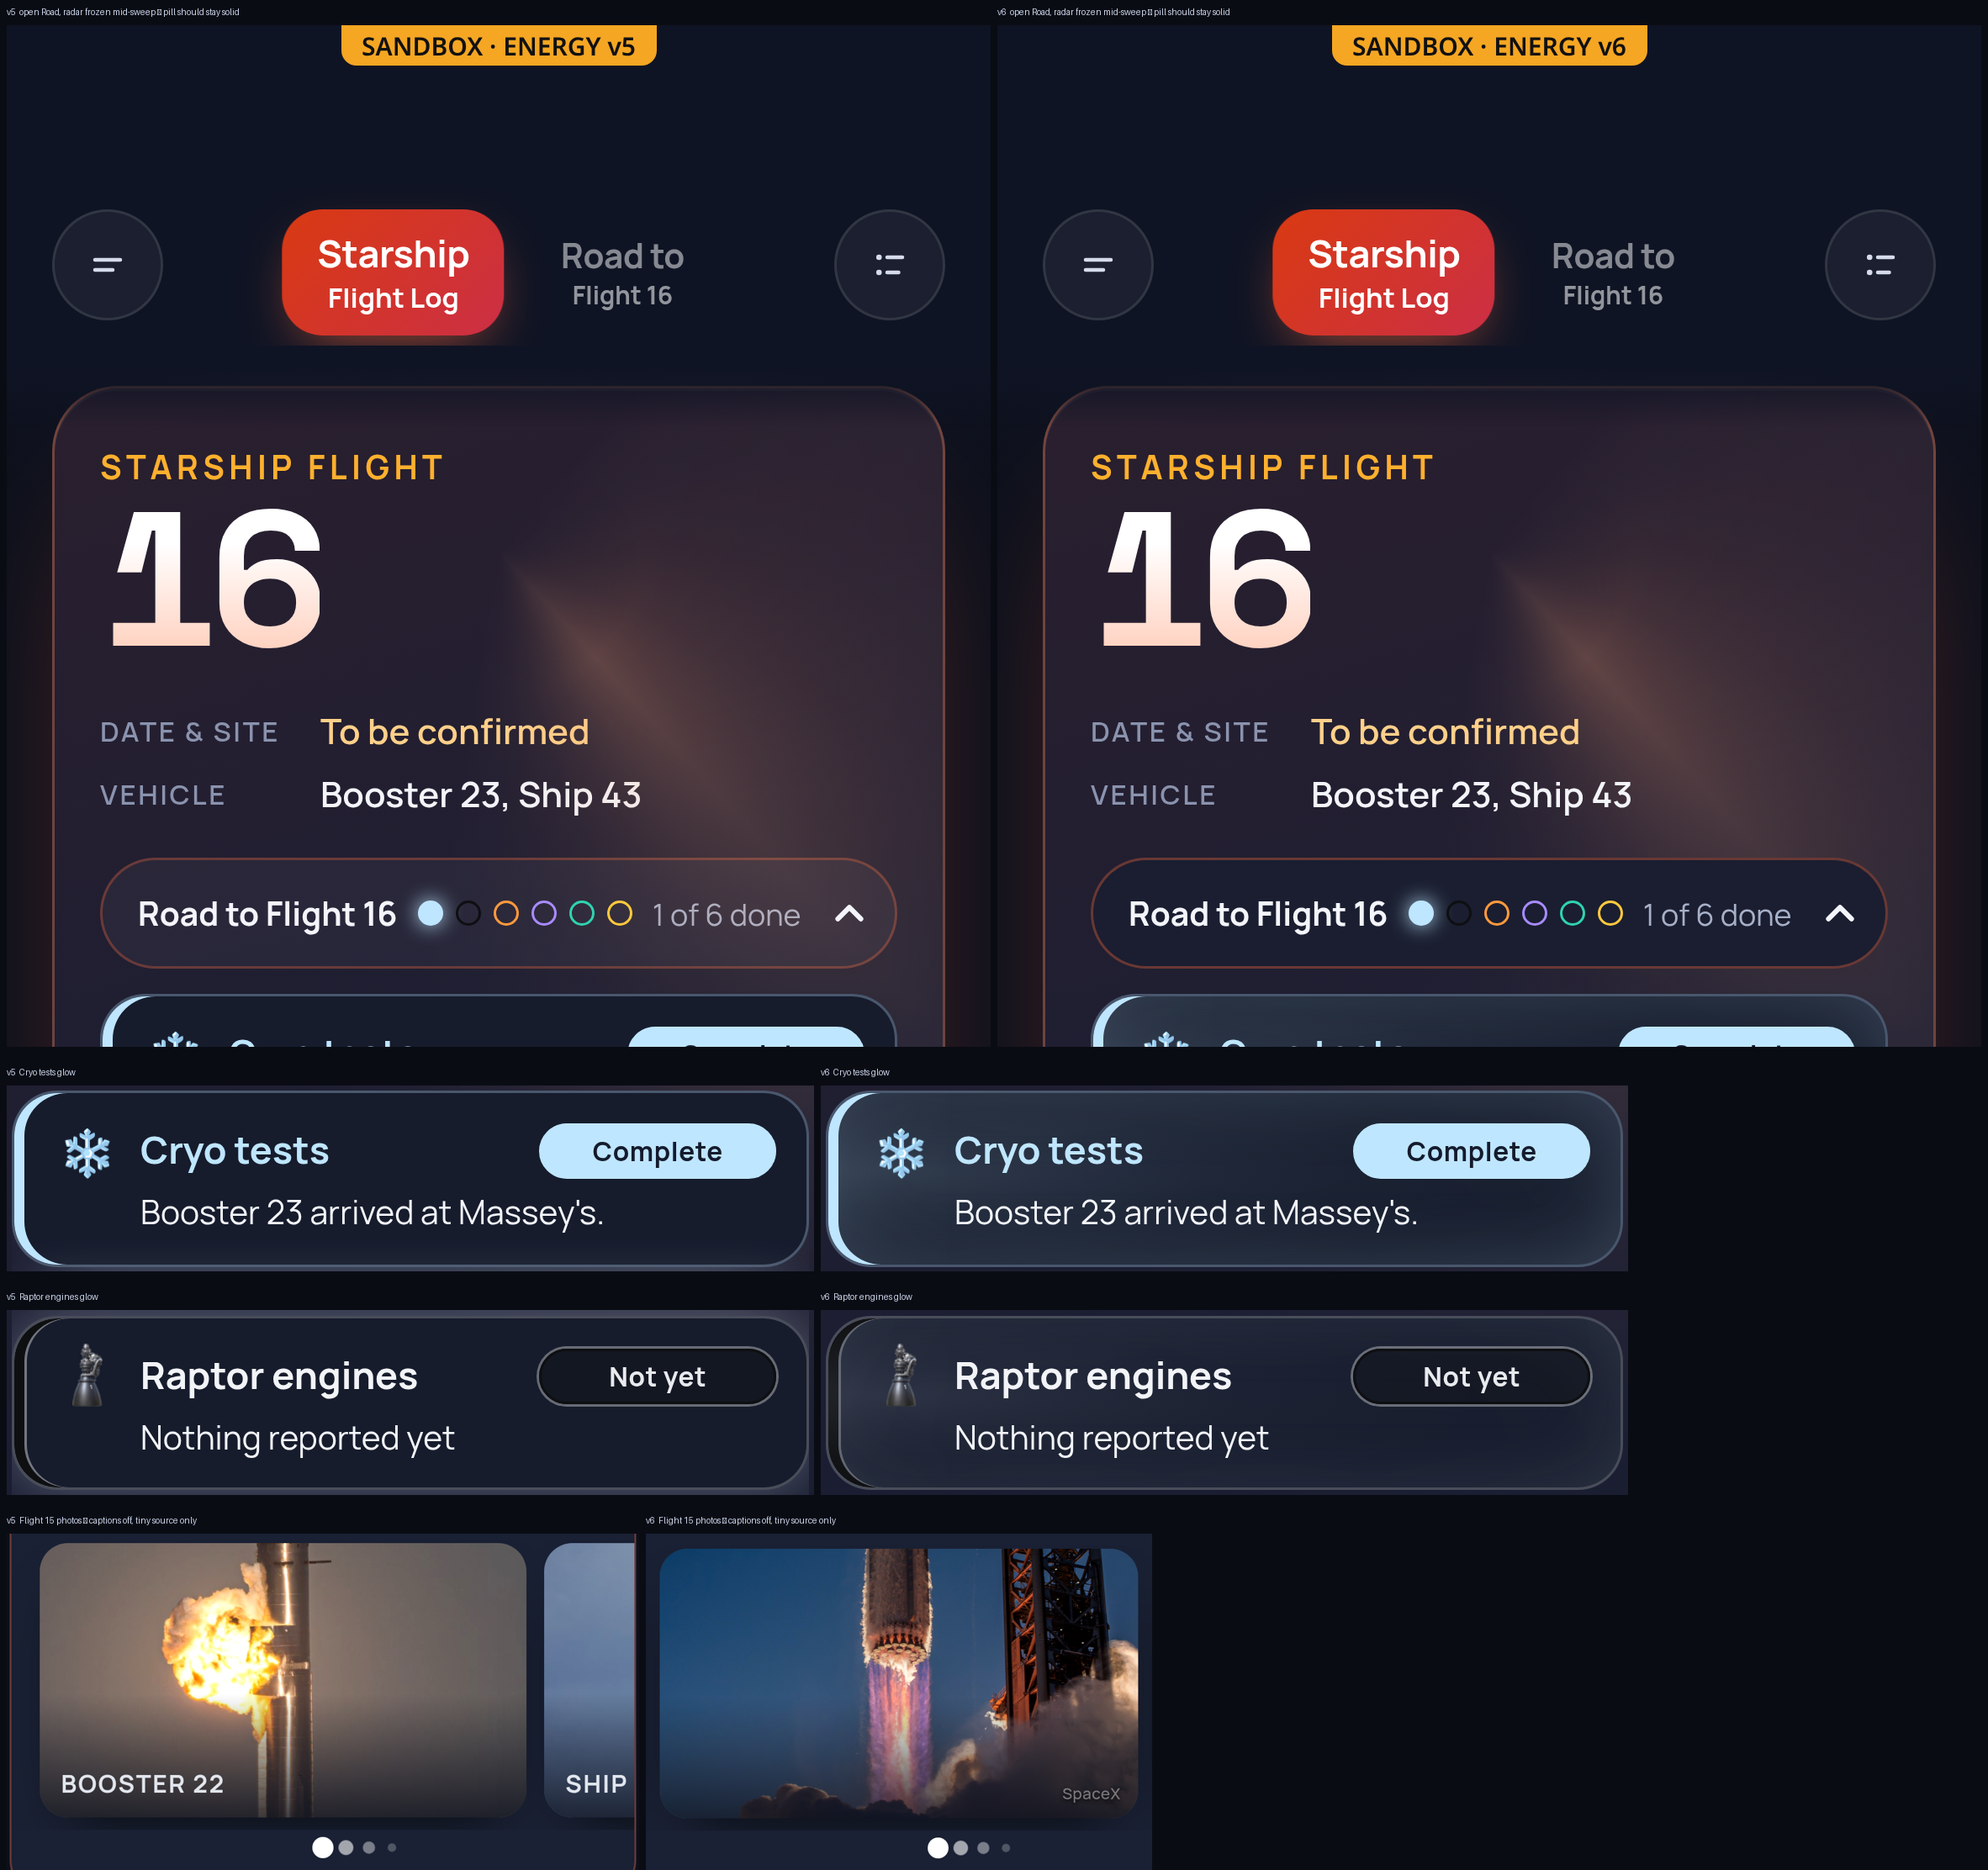 v5 open Road, radar frozen mid-sweep pill should stay solid
v6 open Road, radar frozen mid-sweep pill should stay solid
SANDBOX · ENERGY v5
SANDBOX · ENERGY v6
Starship
Flight Log
Road to
Flight 16
Starship
Flight Log
Road to
Flight 16
STARSHIP FLIGHT
16
DATE & SITE To be confirmed
VEHICLE Booster 23, Ship 43
Road to Flight 16 1 of 6 done
STARSHIP FLIGHT
16
DATE & SITE To be confirmed
VEHICLE Booster 23, Ship 43
Road to Flight 16 1 of 6 done
v5 Cryo tests glow
v6 Cryo tests glow
Cryo tests Complete
Booster 23 arrived at Massey's.
Cryo tests Complete
Booster 23 arrived at Massey's.
v5 Raptor engines glow
v6 Raptor engines glow
Raptor engines Not yet
Nothing reported yet
Raptor engines Not yet
Nothing reported yet
v5 Flight 15 photos captions off, tiny source only
v6 Flight 15 photos captions off, tiny source only
BOOSTER 22
SHIP
SpaceX